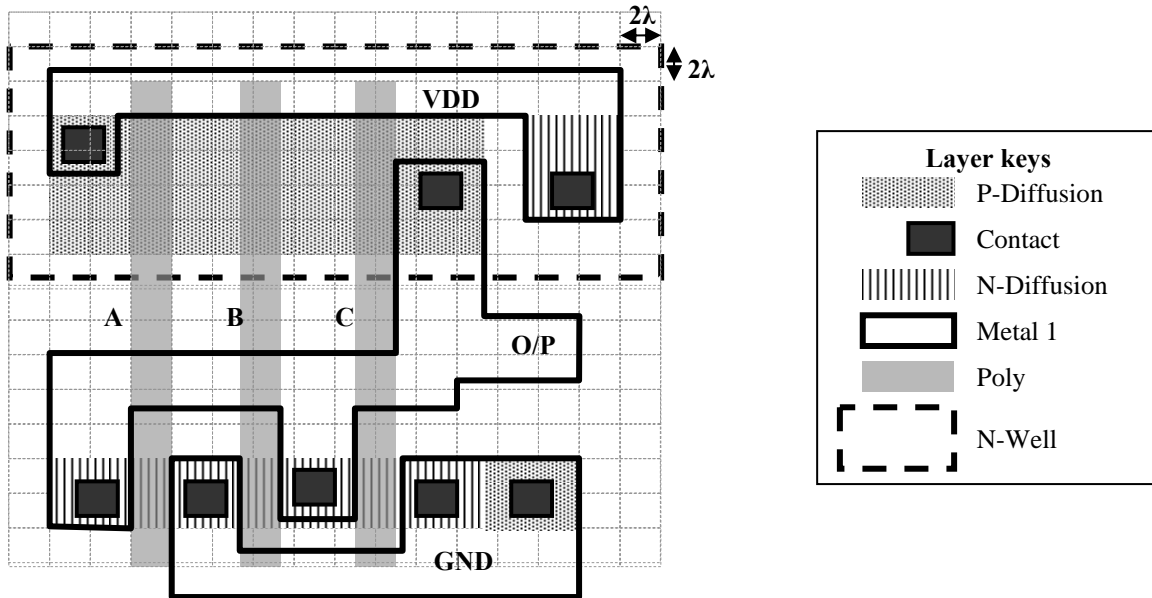 2λ
2λ
VDD
A
B
C
O/P
GND
Layer keys
P-Diffusion
Contact
N-Diffusion
Metal 1
Poly
N-Well